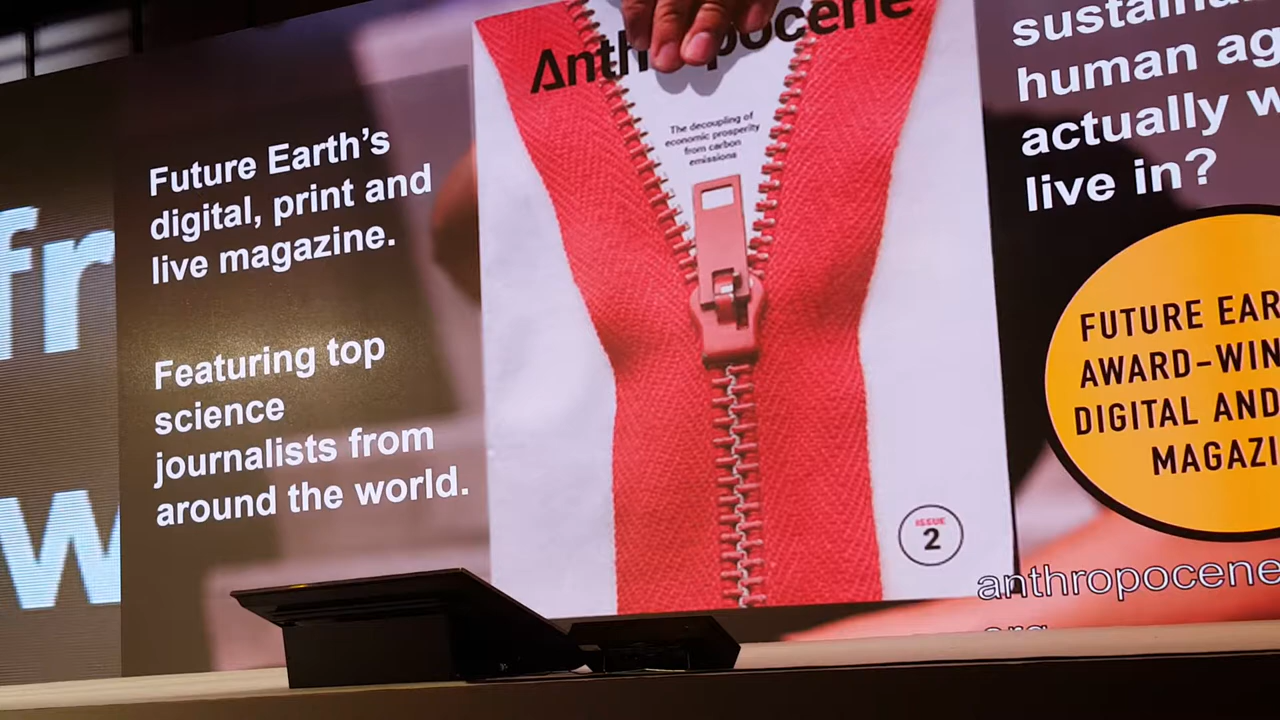 fr
w
Future Earth's
digital, print and
live magazine.
Featuring top
science
journalists from
around the world.
Anthropocene
The decoupling of
economic prosperity
from carbon
emissions
ISSUE
2
human ag
actually w
live in?
FUTURE EAR
AWARD-WIN
DIGITAL AND
MAGAZI
anthropocene